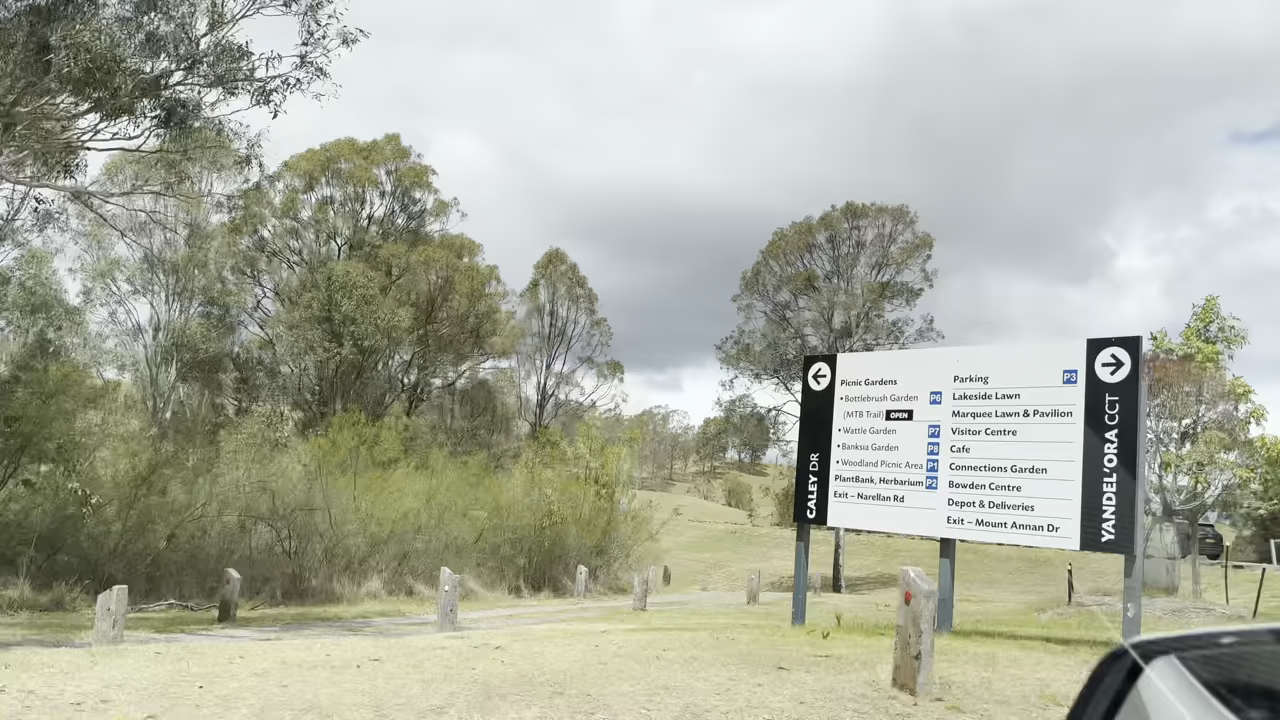 CALEY DR
Picnic Gardens
• Bottlebrush Garden P6
(MTB Trail) OPEN
• Wattle Garden P7
• Banksia Garden P8
• Woodland Picnic Area P1
PlantBank, Herbarium P2
Exit – Narellan Rd
Parking P3
Lakeside Lawn
Marquee Lawn & Pavilion
Visitor Centre
Cafe
Connections Garden
Bowden Centre
Depot & Deliveries
Exit – Mount Annan Dr
YANDEL'ORA CCT